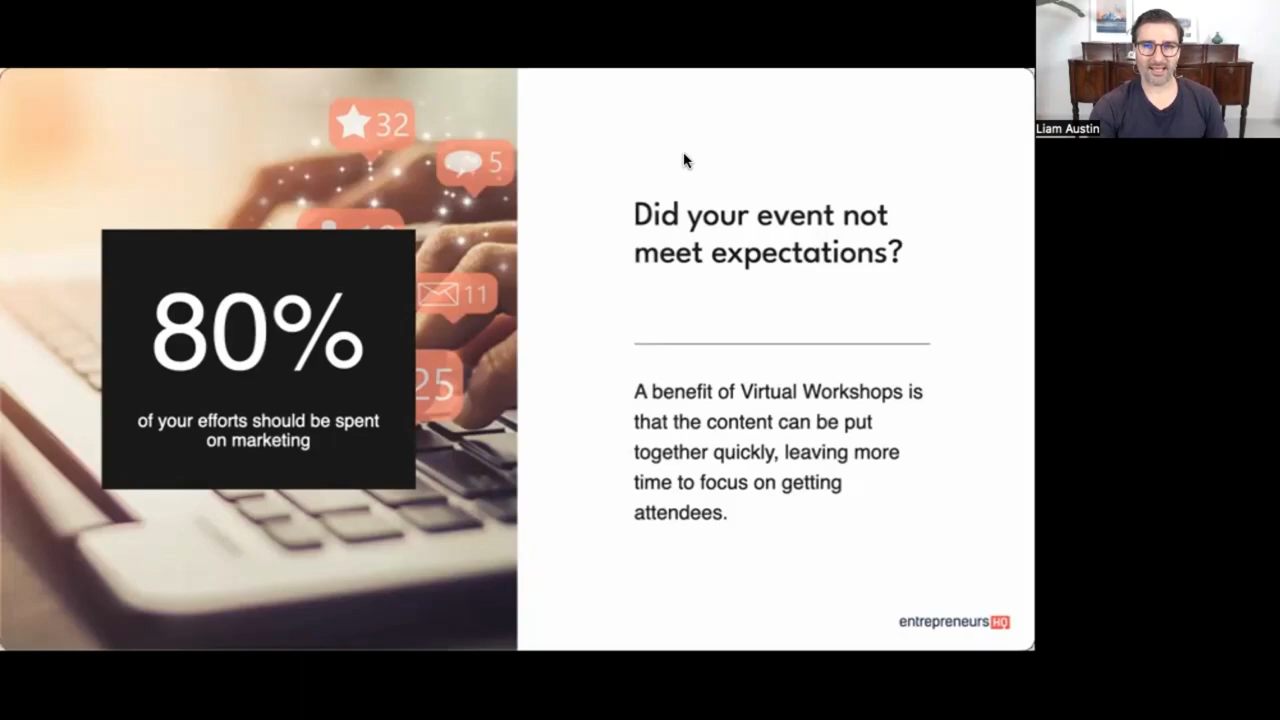 Liam Austin
32
5
11
25
80%
of your efforts should be spent
on marketing
Did your event not
meet expectations?
A benefit of Virtual Workshops is
that the content can be put
together quickly, leaving more
time to focus on getting
attendees.
entrepreneursHQ